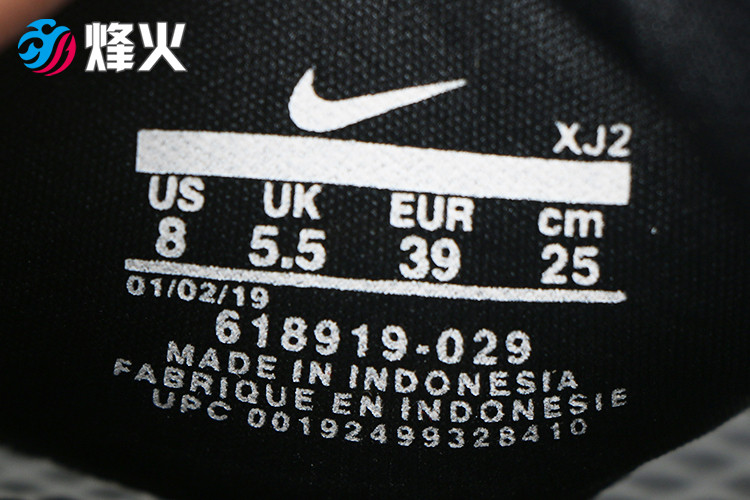 烽火
XJ2
US UK EUR cm
8 5.5 39 25
01/02/19
618919-029
MADE IN INDONESIA
FABRIQUE EN INDONESIE
UPC 00192499328410